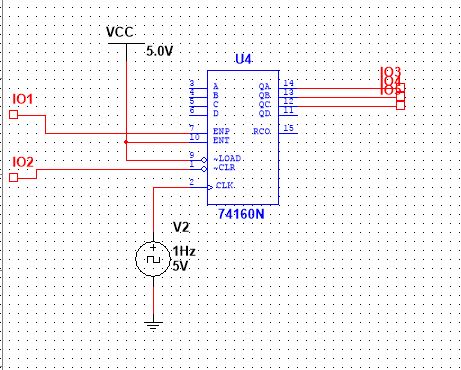 VCC
5.0V
U4
IO3
IO4
IO5
IO1
IO2
3 A QA 14
4 B QB 13
5 C QC 12
6 D QD 11
7 ENP RCO 15
10 ENT
9 ~LOAD
1 ~CLR
2 CLK
74160N
V2
1Hz
5V